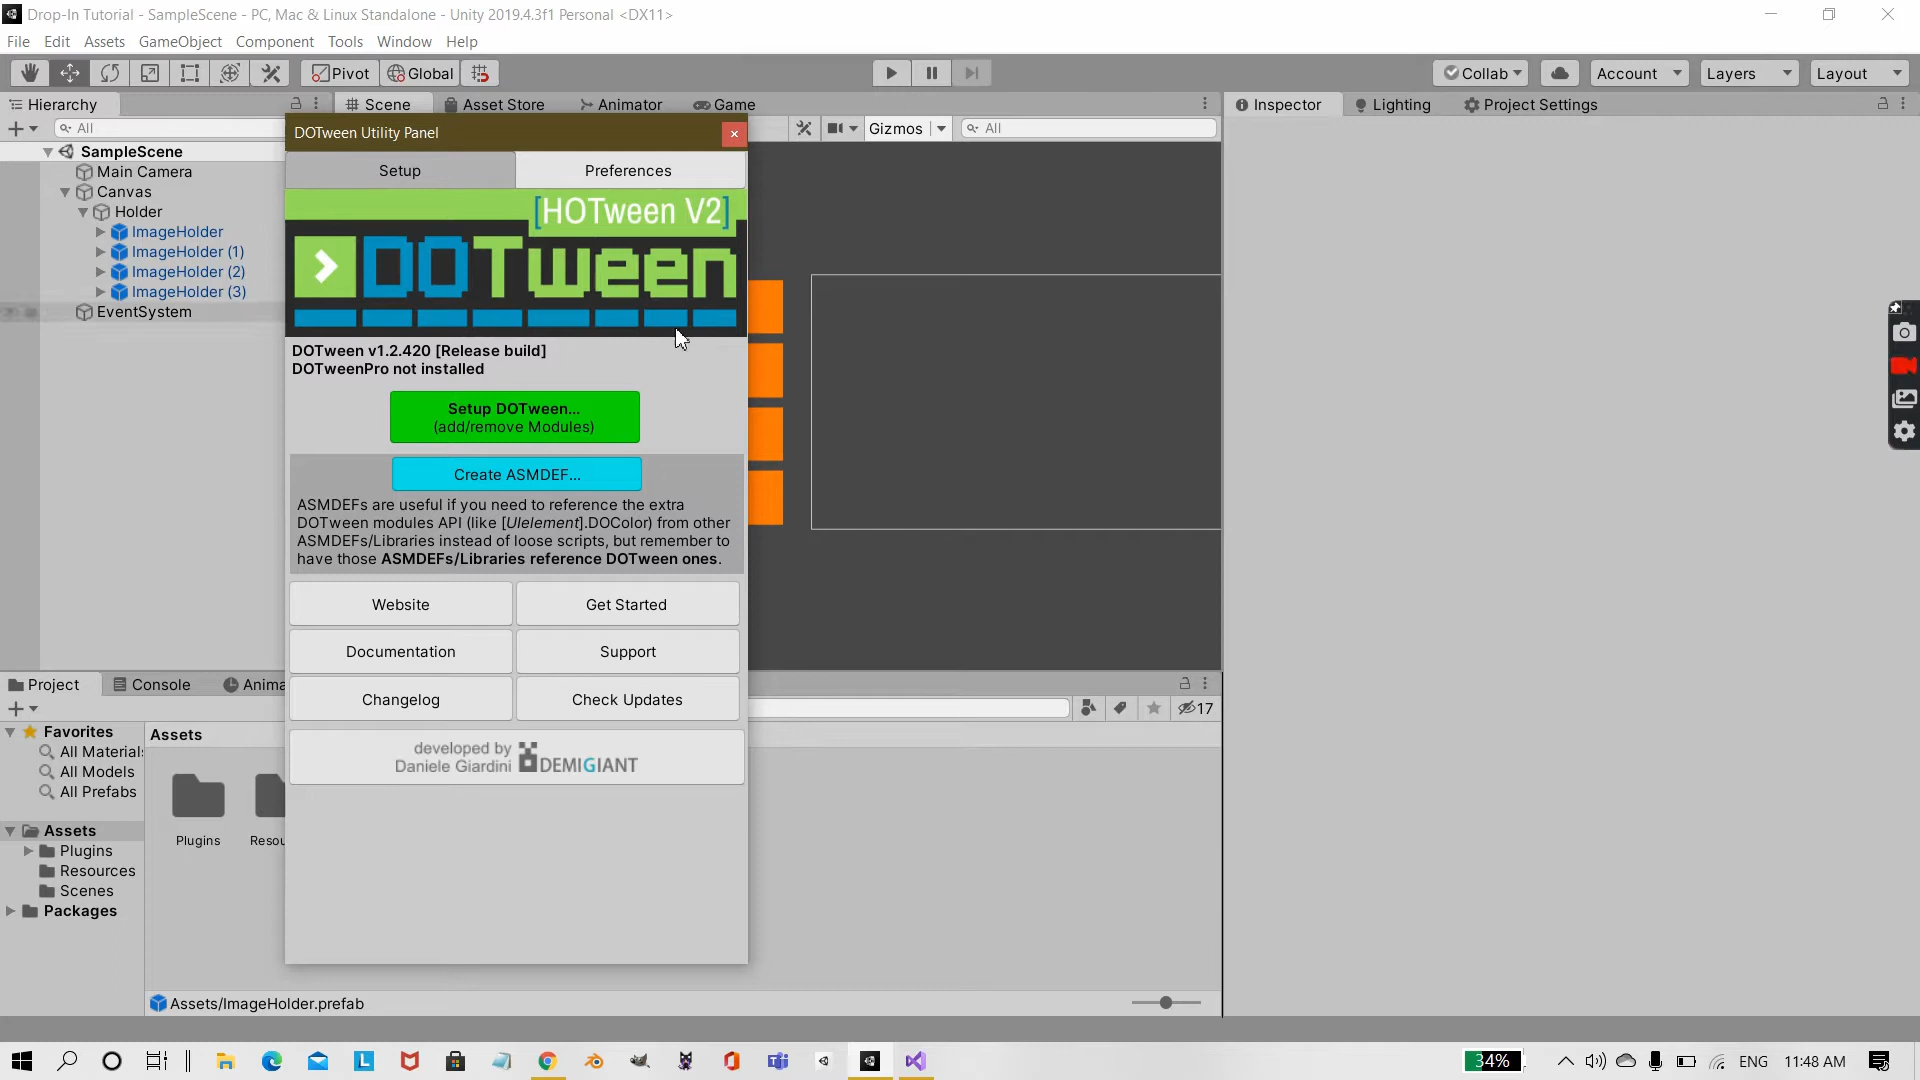 Drop-In Tutorial - SampleScene - PC, Mac & Linux Standalone - Unity 2019.4.3f1 Personal <DX11>
File Edit Assets GameObject Component Tools Window Help
Pivot Global Collab Account Layers Layout
Hierarchy Scene Asset Store Animator Game Inspector Lighting Project Settings
All Gizmos All
DOTween Utility Panel
Setup Preferences
SampleScene
Main Camera
Canvas
Holder
ImageHolder
ImageHolder (1)
ImageHolder (2)
ImageHolder (3)
EventSystem
[HOTween V2]
DOTween
DOTween v1.2.420 [Release build]
DOTweenPro not installed
Setup DOTween...
(add/remove Modules)
Create ASMDEF...
ASMDEFs are useful if you need to reference the extra
DOTween modules API (like [UIelement].DOColor) from other
ASMDEFs/Libraries instead of loose scripts, but remember to
have those ASMDEFs/Libraries reference DOTween ones.
Website Get Started
Documentation Support
Changelog Check Updates
developed by
Daniele Giardini DEMIGIANT
Project Console Anima
17
Favorites
All Material
All Models
All Prefabs
Assets
Plugins
Resources
Scenes
Packages
Assets
Plugins Resou
Assets/ImageHolder.prefab
34% ENG 11:48 AM